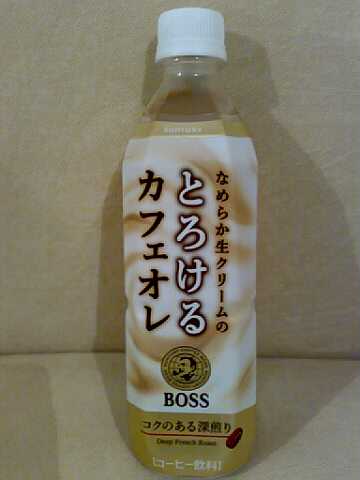 SUNTORY
なめらか生クリームの
とろける
カフェオレ
BOSS
コクのある深煎り
Deep French Roast
［コーヒー飲料］